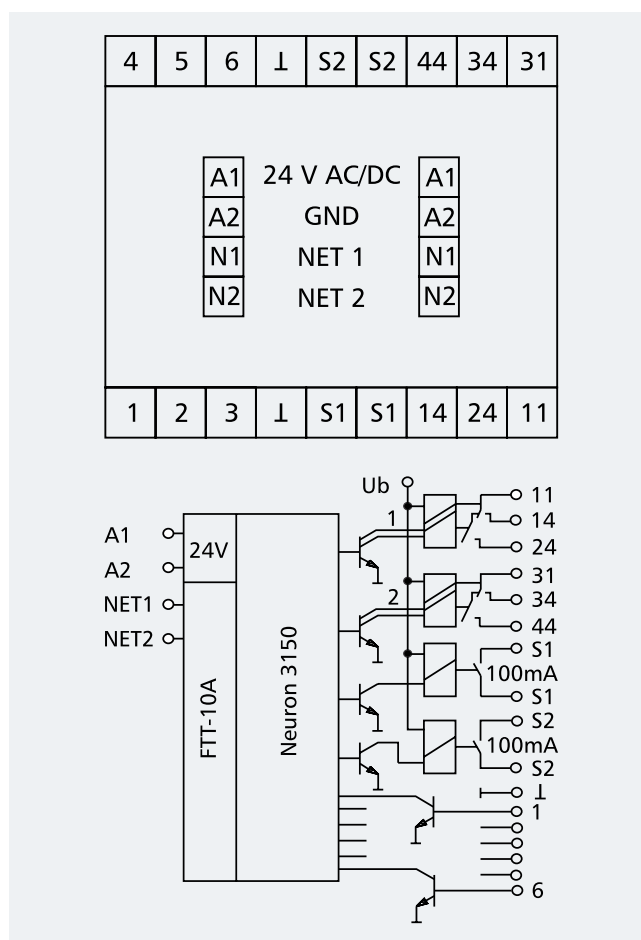 4 5 6 ⊥ S2 S2 44 34 31
A1 24 V AC/DC A1
A2 GND A2
N1 NET 1 N1
N2 NET 2 N2
1 2 3 ⊥ S1 S1 14 24 11
Ub
11
1
14
A1
24V
24
A2
31
NET1
2
34
44
NET2
S1
100mA
S1
FTT-10A
Neuron 3150
S2
100mA
S2
⊥
1
6